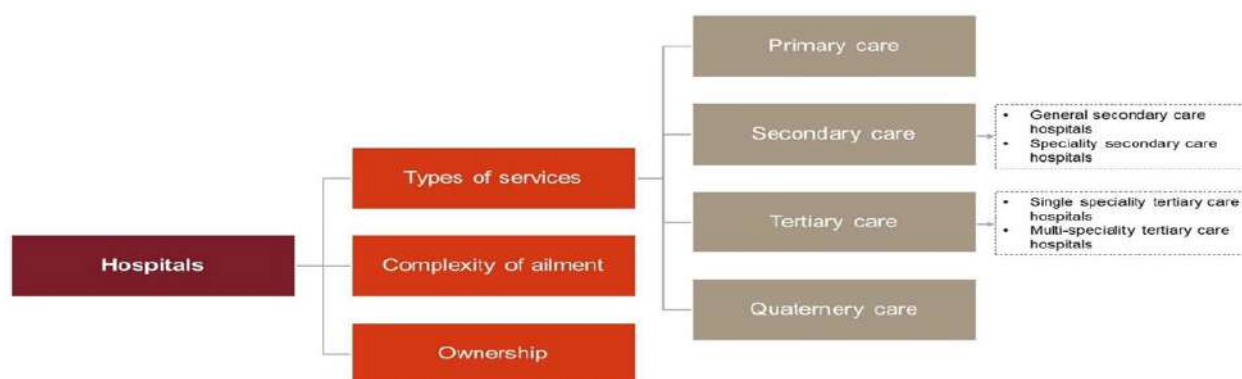 Hospitals
Types of services
Complexity of ailment
Ownership
Primary care
Secondary care
Tertiary care
Quaternery care
• General secondary care
hospitals
• Speciality secondary care
hospitals
• Single speciality tertiary care
hospitals
• Multi-speciality tertiary care
hospitals